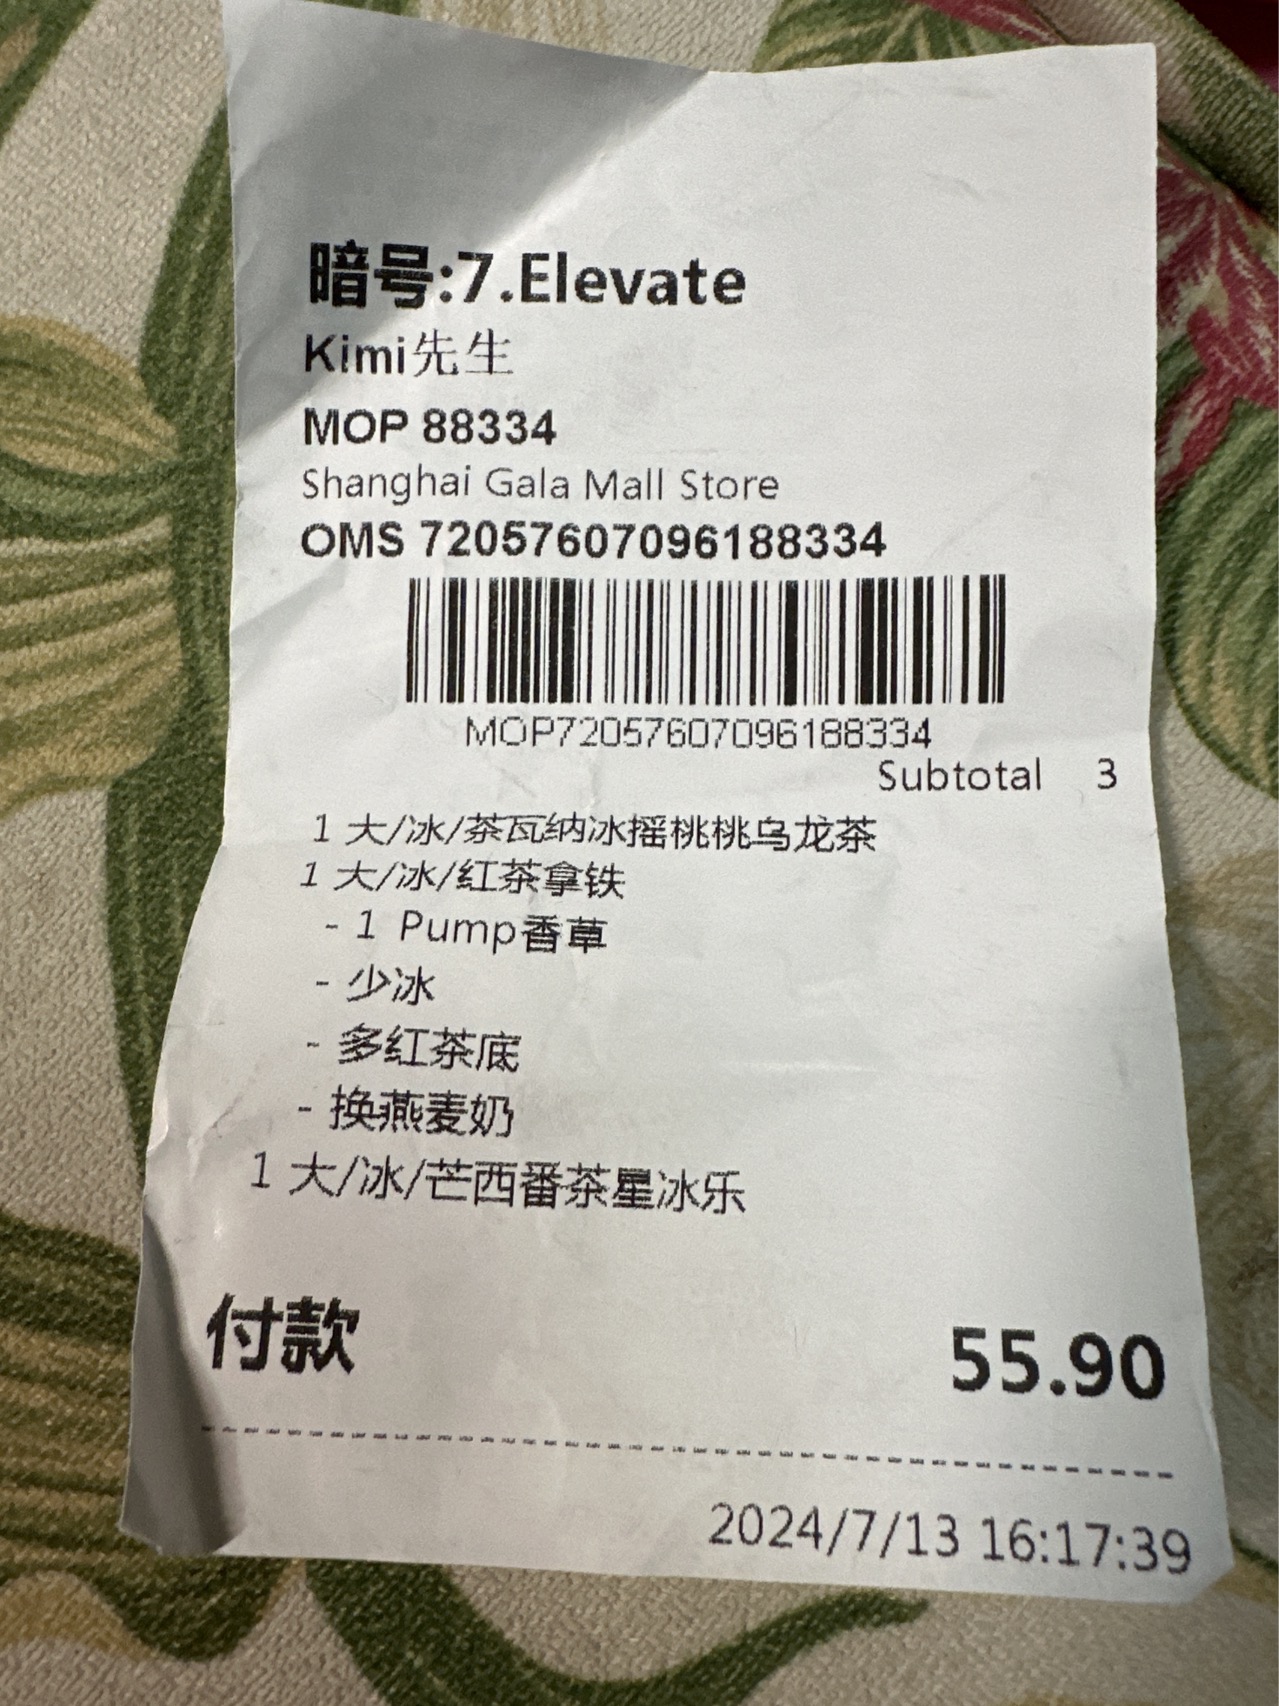 暗号:7.Elevate
Kimi先生
MOP 88334
Shanghai Gala Mall Store
OMS 72057607096188334
MOP72057607096188334
Subtotal 3
1 大/冰/茶瓦纳冰摇桃桃乌龙茶
1 大/冰/红茶拿铁
- 1 Pump香草
- 少冰
- 多红茶底
- 换燕麦奶
1 大/冰/芒西番茶星冰乐
付款 55.90
2024/7/13 16:17:39